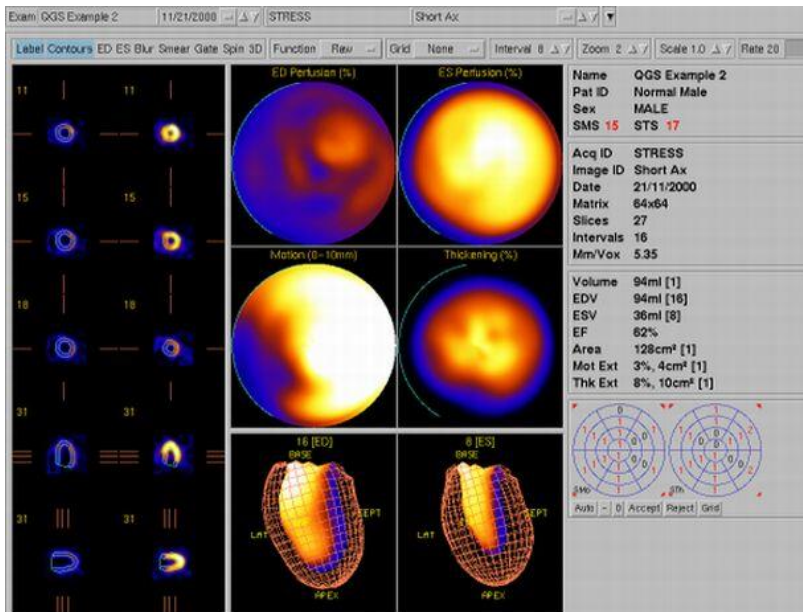 Exam QGS Example 2 11/21/2000 STRESS Short Ax
Label Contours ED ES Blur Smear Gate Spin 3D Function Raw Grid None Interval 8 Zoom 2 Scale 1.0 Rate 20
11 11
15 15
18 18
31 31
31 31
ED Perfusion (%) ES Perfusion (%)
Motion (0-10mm) Thickening (%)
16 [ED] 8 [ES]
BASE BASE
SEPT SEPT
LAT LAT
APEX APEX
Name QGS Example 2
Pat ID Normal Male
Sex MALE
SMS 15 STS 17
Acq ID STRESS
Image ID Short Ax
Date 21/11/2000
Matrix 64x64
Slices 27
Intervals 16
Mm/Vox 5.35
Volume 94ml [1]
EDV 94ml [16]
ESV 36ml [8]
EF 62%
Area 128cm² [1]
Mot Ext 3%, 4cm² [1]
Thk Ext 8%, 10cm² [1]
SMo STh
Auto - 0 Accept Reject Grid